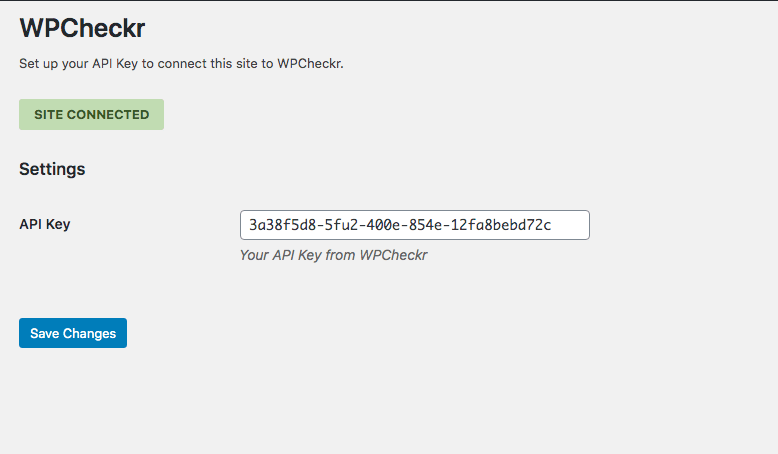 WPCheckr
Set up your API Key to connect this site to WPCheckr.
SITE CONNECTED
Settings
API Key
3a38f5d8-5fu2-400e-854e-12fa8bebd72c
Your API Key from WPCheckr
Save Changes